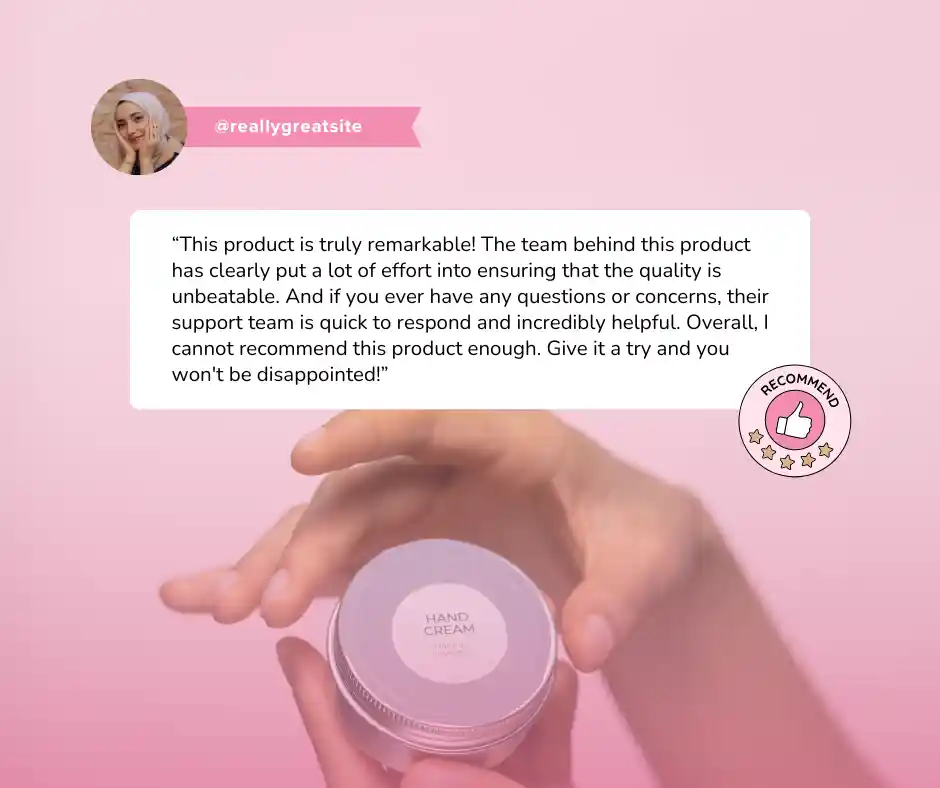 @reallygreatsite
“This product is truly remarkable! The team behind this product
has clearly put a lot of effort into ensuring that the quality is
unbeatable. And if you ever have any questions or concerns, their
support team is quick to respond and incredibly helpful. Overall, I
cannot recommend this product enough. Give it a try and you
won't be disappointed!”
RECOMMEND
HAND
CREAM